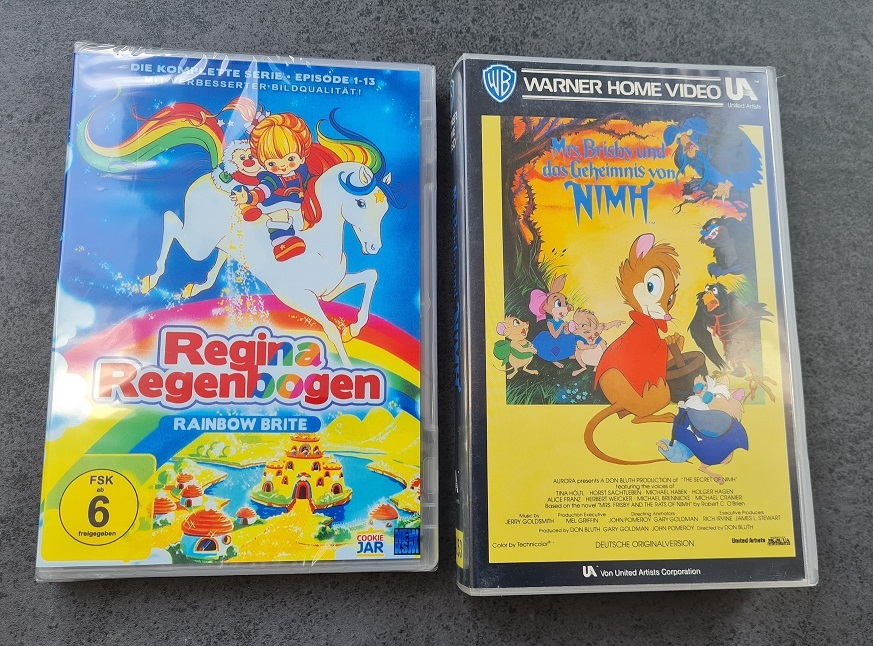 DIE KOMPLETTE SERIE • EPISODE 1-13
MIT VERBESSERTER BILDQUALITÄT!
Regina
Regenbogen
RAINBOW BRITE
FSK
ab
6
freigegeben
COOKIE
JAR
WB
WARNER HOME VIDEO
UA
United Artists
Mrs. Brisby und
das Geheimnis von
NIMH
TM
AURORA presents A DON BLUTH PRODUCTION of "THE SECRET OF NIMH"
featuring the voices of
TINA HÖLTL HORST SACHTLEBEN • MICHAEL HABEK • HOLGER HAGEN
ALICE FRANZ • HERBERT WEICKER • MICHAEL BRENNICKE • MICHAEL CRAMER
Based on the novel "MRS. FRISBY AND THE RATS OF NIMH" by Robert C. O'Brien
Music by
JERRY GOLDSMITH
Production Executive
MEL GRIFFIN
Directing Animators
JOHN POMEROY GARY GOLDMAN
Executive Producers
RICH IRVINE JAMES L. STEWART
Produced by DON BLUTH GARY GOLDMAN JOHN POMEROY Directed by DON BLUTH
Color by Technicolor®
DEUTSCHE ORIGINALVERSION
United Artists
UA Von United Artists Corporation